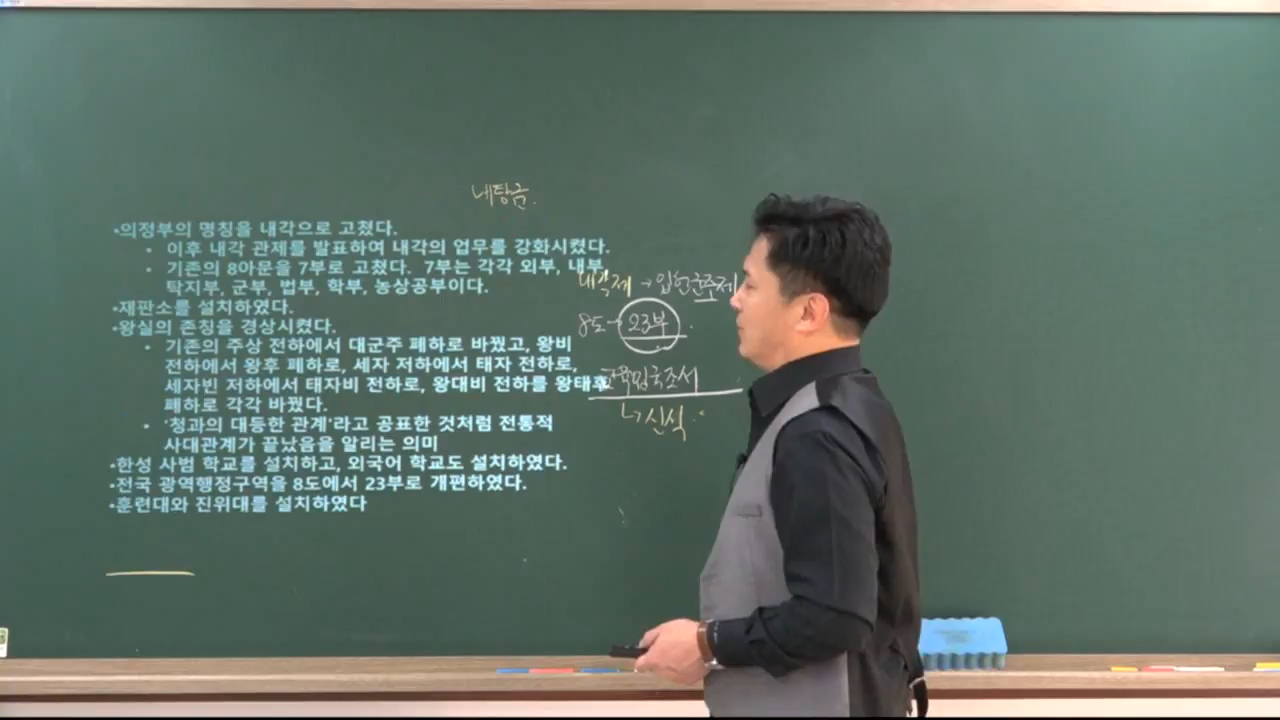 내탕금.
•의정부의 명칭을 내각으로 고쳤다.
• 이후 내각 관제를 발표하여 내각의 업무를 강화시켰다.
• 기존의 8아문을 7부로 고쳤다. 7부는 각각 외부, 내부,
탁지부, 군부, 법부, 학부, 농상공부이다.
•재판소를 설치하였다.
•왕실의 존칭을 경상시켰다.
• 기존의 주상 전하에서 대군주 폐하로 바꿨고, 왕비
전하에서 왕후 폐하로, 세자 저하에서 태자 전하로,
세자빈 저하에서 태자비 전하로, 왕대비 전하를 왕태후
폐하로 각각 바꿨다.
• '청과의 대등한 관계'라고 공표한 것처럼 전통적
사대관계가 끝났음을 알리는 의미
•한성 사범 학교를 설치하고, 외국어 학교도 설치하였다.
•전국 광역행정구역을 8도에서 23부로 개편하였다.
•훈련대와 진위대를 설치하였다
내각제 → 입헌군주제
8도 → 23부.
교육입국조서
↳ 신식.